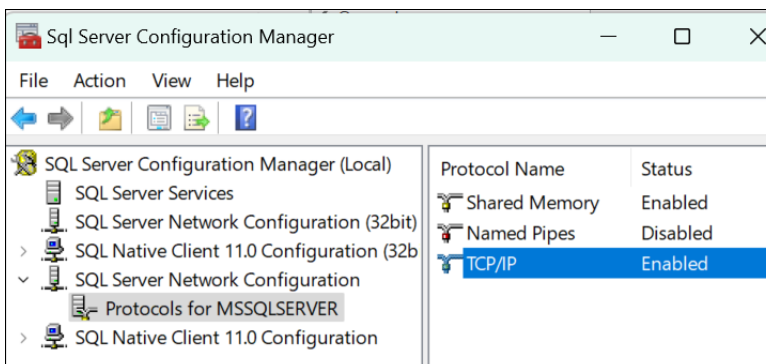 Sql Server Configuration Manager
File Action View Help
SQL Server Configuration Manager (Local)
SQL Server Services
SQL Server Network Configuration (32bit)
SQL Native Client 11.0 Configuration (32b
SQL Server Network Configuration
Protocols for MSSQLSERVER
SQL Native Client 11.0 Configuration
Protocol Name Status
Shared Memory Enabled
Named Pipes Disabled
TCP/IP Enabled